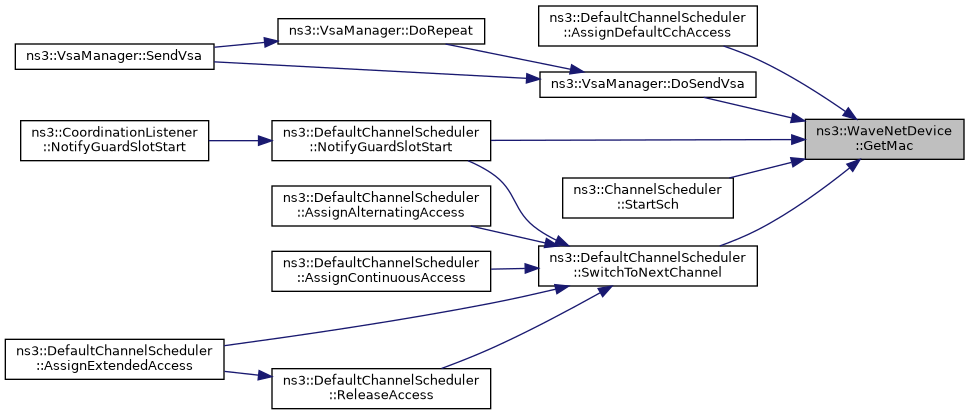 ns3::DefaultChannelScheduler
::AssignDefaultCchAccess
ns3::VsaManager::DoRepeat
ns3::VsaManager::SendVsa
ns3::VsaManager::DoSendVsa
ns3::WaveNetDevice
::GetMac
ns3::CoordinationListener
::NotifyGuardSlotStart
ns3::DefaultChannelScheduler
::NotifyGuardSlotStart
ns3::ChannelScheduler
::StartSch
ns3::DefaultChannelScheduler
::AssignAlternatingAccess
ns3::DefaultChannelScheduler
::SwitchToNextChannel
ns3::DefaultChannelScheduler
::AssignContinuousAccess
ns3::DefaultChannelScheduler
::AssignExtendedAccess
ns3::DefaultChannelScheduler
::ReleaseAccess